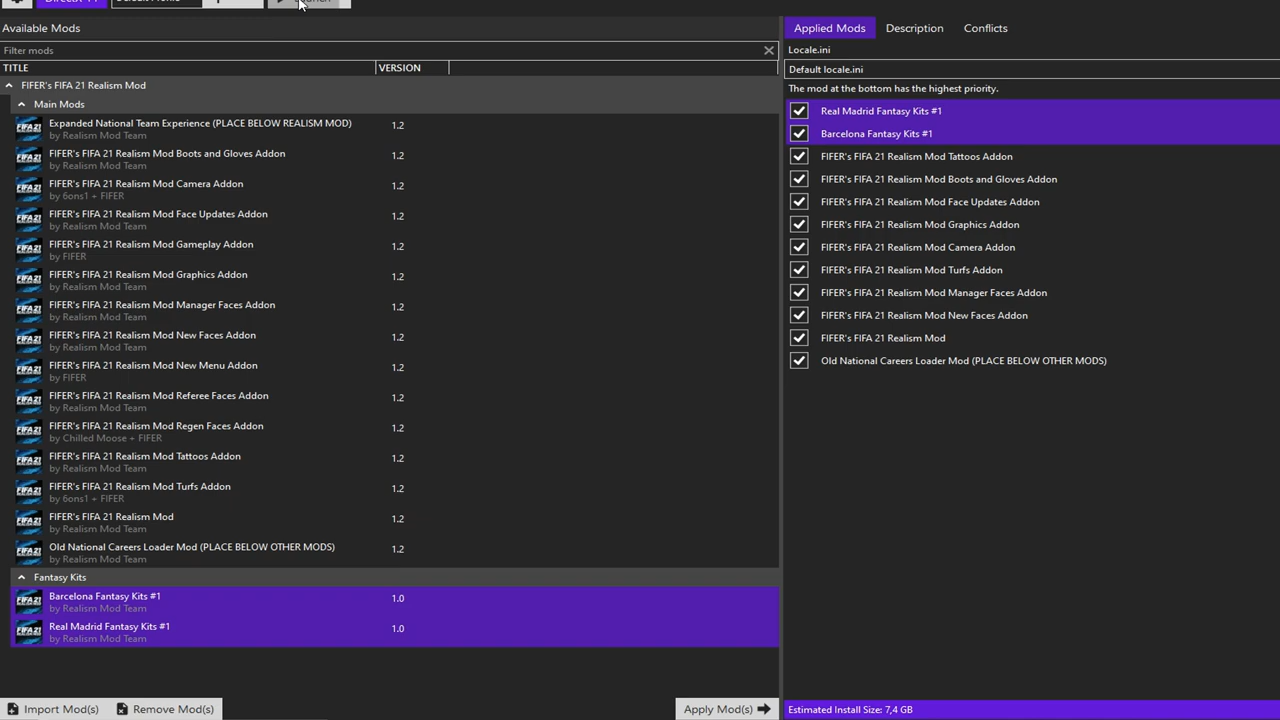 Available Mods
Filter mods
TITLE VERSION
FIFER's FIFA 21 Realism Mod
Main Mods
Expanded National Team Experience (PLACE BELOW REALISM MOD) 1.2
by Realism Mod Team
FIFER's FIFA 21 Realism Mod Boots and Gloves Addon 1.2
by Realism Mod Team
FIFER's FIFA 21 Realism Mod Camera Addon 1.2
by 6ons1 + FIFER
FIFER's FIFA 21 Realism Mod Face Updates Addon 1.2
by Realism Mod Team
FIFER's FIFA 21 Realism Mod Gameplay Addon 1.2
by FIFER
FIFER's FIFA 21 Realism Mod Graphics Addon 1.2
by Realism Mod Team
FIFER's FIFA 21 Realism Mod Manager Faces Addon 1.2
by Realism Mod Team
FIFER's FIFA 21 Realism Mod New Faces Addon 1.2
by Realism Mod Team
FIFER's FIFA 21 Realism Mod New Menu Addon 1.2
by FIFER
FIFER's FIFA 21 Realism Mod Referee Faces Addon 1.2
by Realism Mod Team
FIFER's FIFA 21 Realism Mod Regen Faces Addon 1.2
by Chilled Moose + FIFER
FIFER's FIFA 21 Realism Mod Tattoos Addon 1.2
by Realism Mod Team
FIFER's FIFA 21 Realism Mod Turfs Addon 1.2
by 6ons1 + FIFER
FIFER's FIFA 21 Realism Mod 1.2
by Realism Mod Team
Old National Careers Loader Mod (PLACE BELOW OTHER MODS) 1.2
by Realism Mod Team
Fantasy Kits
Barcelona Fantasy Kits #1 1.0
by Realism Mod Team
Real Madrid Fantasy Kits #1 1.0
by Realism Mod Team
Import Mod(s) Remove Mod(s) Apply Mod(s)
Applied Mods Description Conflicts
Locale.ini
Default locale.ini
The mod at the bottom has the highest priority.
Real Madrid Fantasy Kits #1
Barcelona Fantasy Kits #1
FIFER's FIFA 21 Realism Mod Tattoos Addon
FIFER's FIFA 21 Realism Mod Boots and Gloves Addon
FIFER's FIFA 21 Realism Mod Face Updates Addon
FIFER's FIFA 21 Realism Mod Graphics Addon
FIFER's FIFA 21 Realism Mod Camera Addon
FIFER's FIFA 21 Realism Mod Turfs Addon
FIFER's FIFA 21 Realism Mod Manager Faces Addon
FIFER's FIFA 21 Realism Mod New Faces Addon
FIFER's FIFA 21 Realism Mod
Old National Careers Loader Mod (PLACE BELOW OTHER MODS)
Estimated Install Size: 7,4 GB